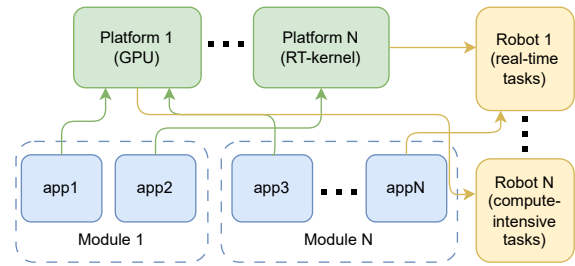 Platform 1
(GPU)
Platform N
(RT-kernel)
Robot 1
(real-time
tasks)
app1
app2
app3
appN
Robot N
(compute-
intensive
tasks)
Module 1
Module N